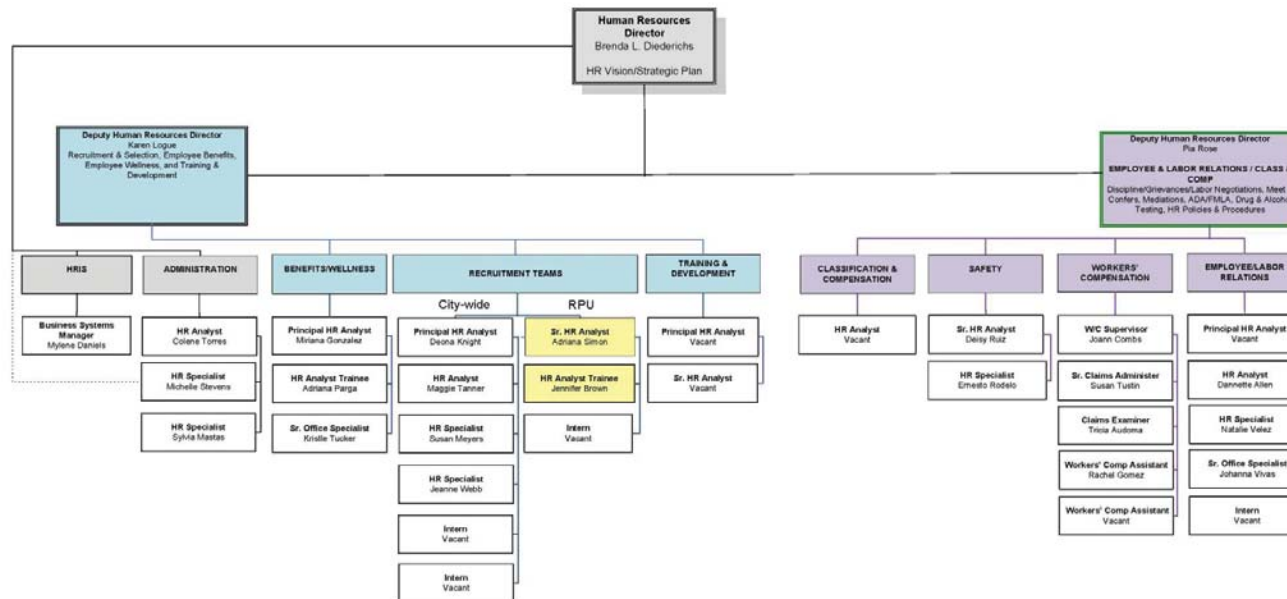 Human Resources
Director
Brenda L. Diederichs
HR Vision/Strategic Plan
Deputy Human Resources Director
Karen Logue
Recruitment & Selection, Employee Benefits,
Employee Wellness, and Training &
Development
Deputy Human Resources Director
Pia Rose
EMPLOYEE & LABOR RELATIONS / CLASS &
COMP
Discipline/Grievances/Labor Negotiations, Meet
Confers, Mediations, ADA/FMLA, Drug & Alcoho
Testing, HR Policies & Procedures
HRIS
ADMINISTRATION
BENEFITS/WELLNESS
RECRUITMENT TEAMS
TRAINING &
DEVELOPMENT
CLASSIFICATION &
COMPENSATION
SAFETY
WORKERS'
COMPENSATION
EMPLOYEE/LABOR
RELATIONS
City-wide
RPU
Business Systems
Manager
Mylene Daniels
HR Analyst
Colene Torres
HR Specialist
Michelle Stevens
HR Specialist
Sylvia Mastas
Principal HR Analyst
Miriana Gonzalez
HR Analyst Trainee
Adriana Parga
Sr. Office Specialist
Kristle Tucker
Principal HR Analyst
Deona Knight
HR Analyst
Maggie Tanner
HR Specialist
Susan Meyers
HR Specialist
Jeanne Webb
Intern
Vacant
Intern
Vacant
Sr. HR Analyst
Adriana Simon
HR Analyst Trainee
Jennifer Brown
Intern
Vacant
Principal HR Analyst
Vacant
Sr. HR Analyst
Vacant
HR Analyst
Vacant
Sr. HR Analyst
Deisy Ruiz
HR Specialist
Ernesto Rodelo
W/C Supervisor
Joann Combs
Sr. Claims Administer
Susan Tustin
Claims Examiner
Tricia Audoma
Workers' Comp Assistant
Rachel Gomez
Workers' Comp Assistant
Vacant
Principal HR Analyst
Vacant
HR Analyst
Dannette Allen
HR Specialist
Natalie Velez
Sr. Office Specialist
Johanna Vivas
Intern
Vacant